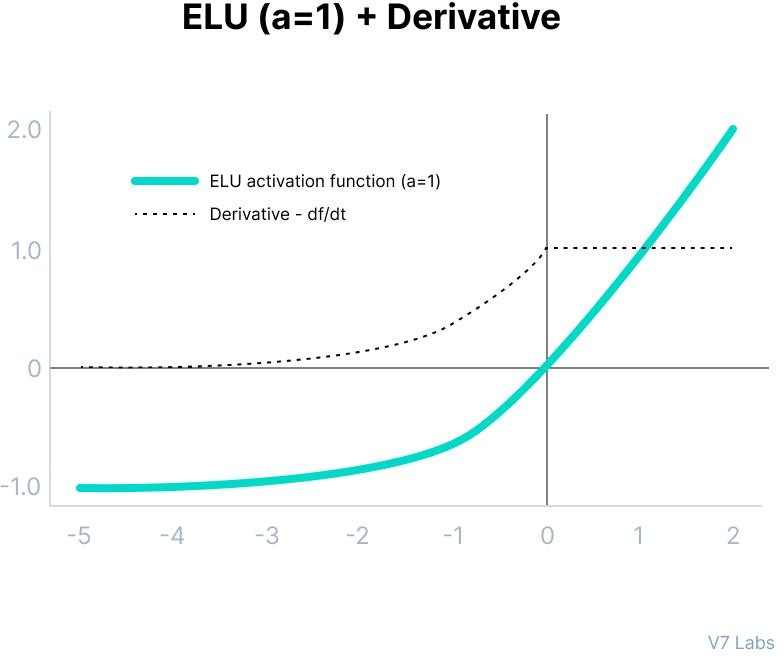 ELU (a=1) + Derivative
2.0
ELU activation function (a=1)
Derivative - df/dt
1.0
0
-1.0
-5 -4 -3 -2 -1 0 1 2
V7 Labs